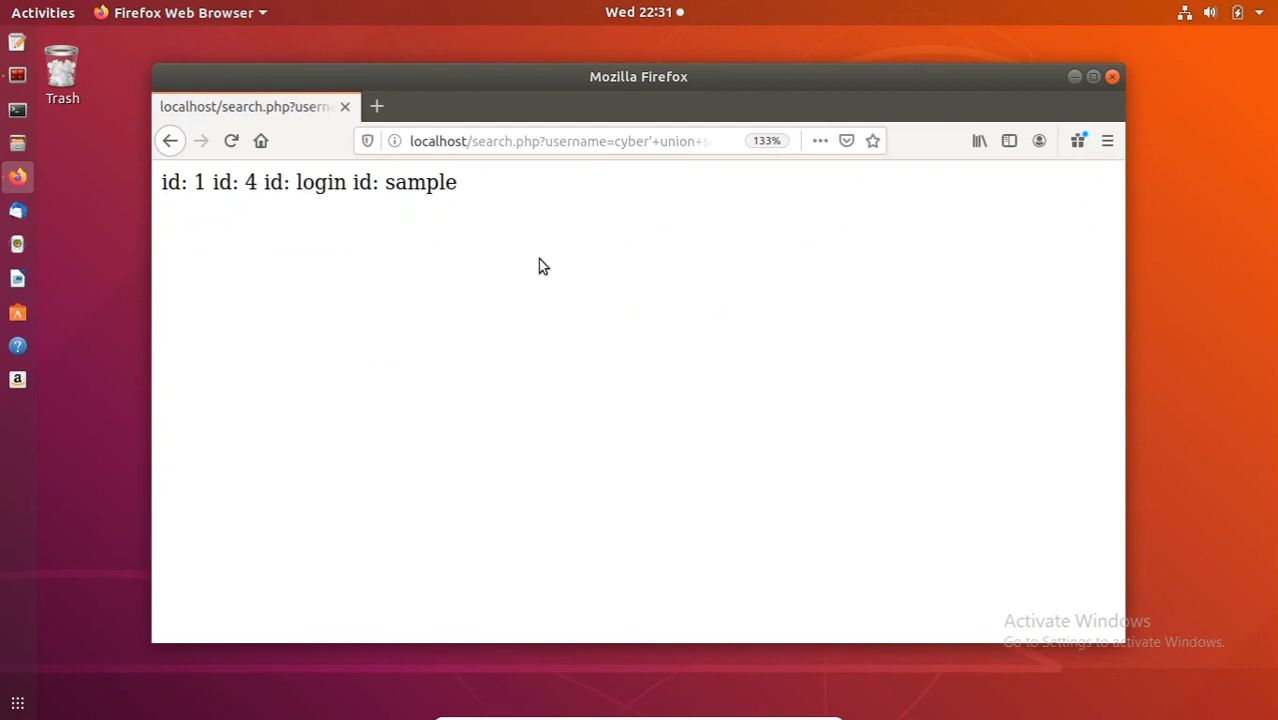 Activities Firefox Web Browser Wed 22:31
Trash
Mozilla Firefox
localhost/search.php?usern
localhost/search.php?username=cyber'+union+s 133%
id: 1 id: 4 id: login id: sample
a
Activate Windows
Go to Settings to activate Windows.